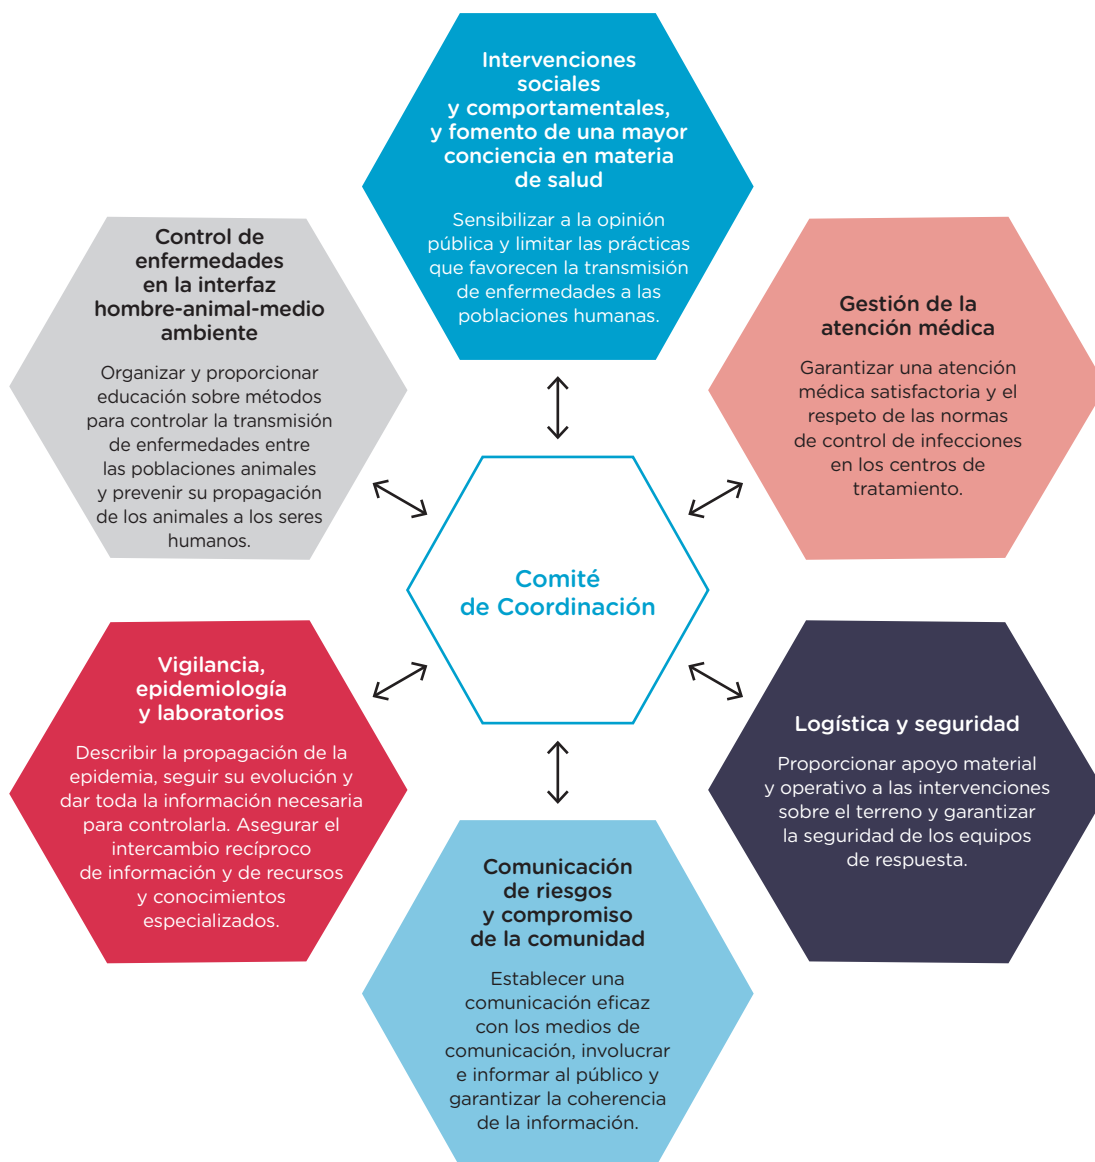 Intervenciones
sociales
y comportamentales,
y fomento de una mayor
conciencia en materia
de salud
Sensibilizar a la opinión
pública y limitar las prácticas
que favorecen la transmisión
de enfermedades a las
poblaciones humanas.
Control de
enfermedades
en la interfaz
hombre-animal-medio
ambiente
Organizar y proporcionar
educación sobre métodos
para controlar la transmisión
de enfermedades entre
las poblaciones animales
y prevenir su propagación
de los animales a los seres
humanos.
Gestión de la
atención médica
Garantizar una atención
médica satisfactoria y el
respeto de las normas
de control de infecciones
en los centros de
tratamiento.
Comité
de Coordinación
Vigilancia,
epidemiología
y laboratorios
Describir la propagación de la
epidemia, seguir su evolución y
dar toda la información necesaria
para controlarla. Asegurar el
intercambio recíproco
de información y de recursos
y conocimientos
especializados.
Logística y seguridad
Proporcionar apoyo material
y operativo a las intervenciones
sobre el terreno y garantizar
la seguridad de los equipos
de respuesta.
Comunicación
de riesgos
y compromiso
de la comunidad
Establecer una
comunicación eficaz
con los medios de
comunicación, involucrar
e informar al público y
garantizar la coherencia
de la información.